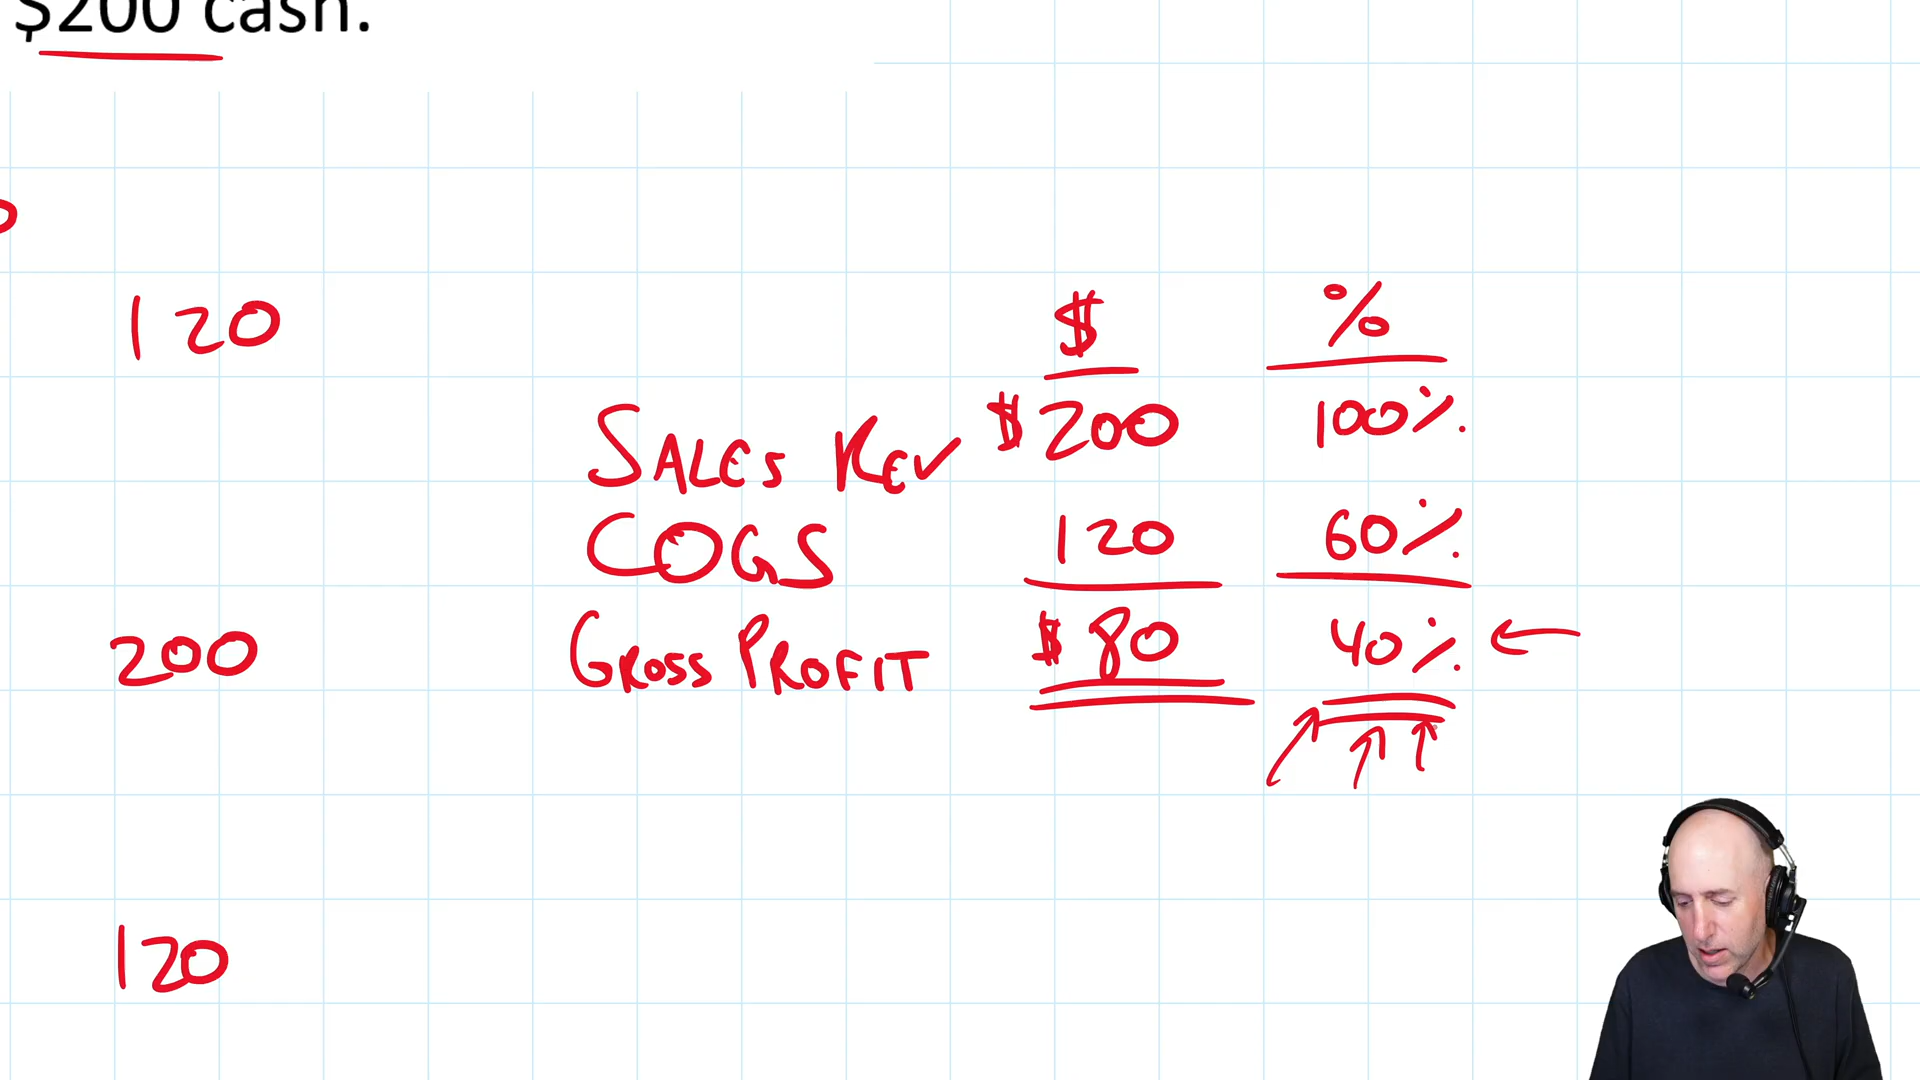 $200 cash.
120
$ %
SALES REV $200 100%
COGS 120 60%
GROSS PROFIT $80 40%
200
120